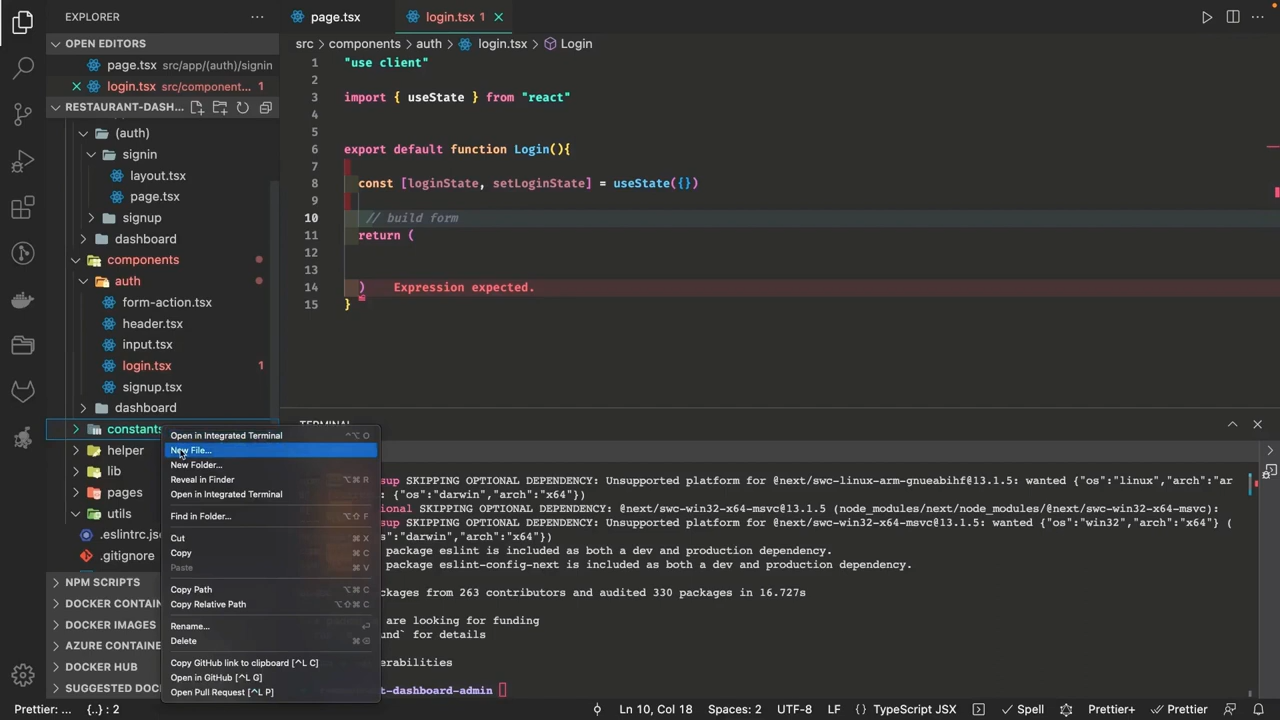 EXPLORER
OPEN EDITORS
page.tsx src/app/(auth)/signin
login.tsx src/component... 1
RESTAURANT-DASH...
(auth)
signin
layout.tsx
page.tsx
signup
dashboard
components
auth
form-action.tsx
header.tsx
input.tsx
login.tsx 1
signup.tsx
dashboard
constants
helper
lib
pages
utils
.eslintrc.jso
.gitignore
NPM SCRIPTS
DOCKER CONTAIN
DOCKER IMAGES
AZURE CONTAINE
DOCKER HUB
SUGGESTED DOC
Open in Integrated Terminal ^⌥ O
New File...
New Folder...
Reveal in Finder ⌥⌘ R
Open in Integrated Terminal
Find in Folder... ⌥⇧ F
Cut ⌘ X
Copy ⌘ C
Paste ⌘ V
Copy Path ⌥⌘ C
Copy Relative Path ⌥⇧⌘ C
Rename...
Delete
Copy GitHub link to clipboard [^L C]
Open in GitHub [^L G]
Open Pull Request [^L P]
page.tsx
login.tsx 1
src > components > auth > login.tsx > Login
1 "use client"
2
3 import { useState } from "react"
4
5
6 export default function Login(){
7
8 const [loginState, setLoginState] = useState({})
9
10 // build form
11 return (
12
13
14 ) Expression expected.
15 }
TERMINAL
sup SKIPPING OPTIONAL DEPENDENCY: Unsupported platform for @next/swc-linux-arm-gnueabihf@13.1.5: wanted {"os":"linux","ar
: {"os":"darwin","arch":"x64"})
ional SKIPPING OPTIONAL DEPENDENCY: @next/swc-win32-x64-msvc@13.1.5 (node_modules/next/node_modules/@next/swc-win32-x64-msvc):
sup SKIPPING OPTIONAL DEPENDENCY: Unsupported platform for @next/swc-win32-x64-msvc@13.1.5: wanted {"os":"win32","arch":"x64"} (
"darwin","arch":"x64"})
package eslint is included as both a dev and production dependency.
package eslint-config-next is included as both a dev and production dependency.
ackages from 263 contributors and audited 330 packages in 16.727s
are looking for funding
und` for details
erabilities
t-dashboard-admin
Prettier: ... {..} : 2
Ln 10, Col 18
Spaces: 2
UTF-8
LF
{} TypeScript JSX
Spell
Prettier+
Prettier